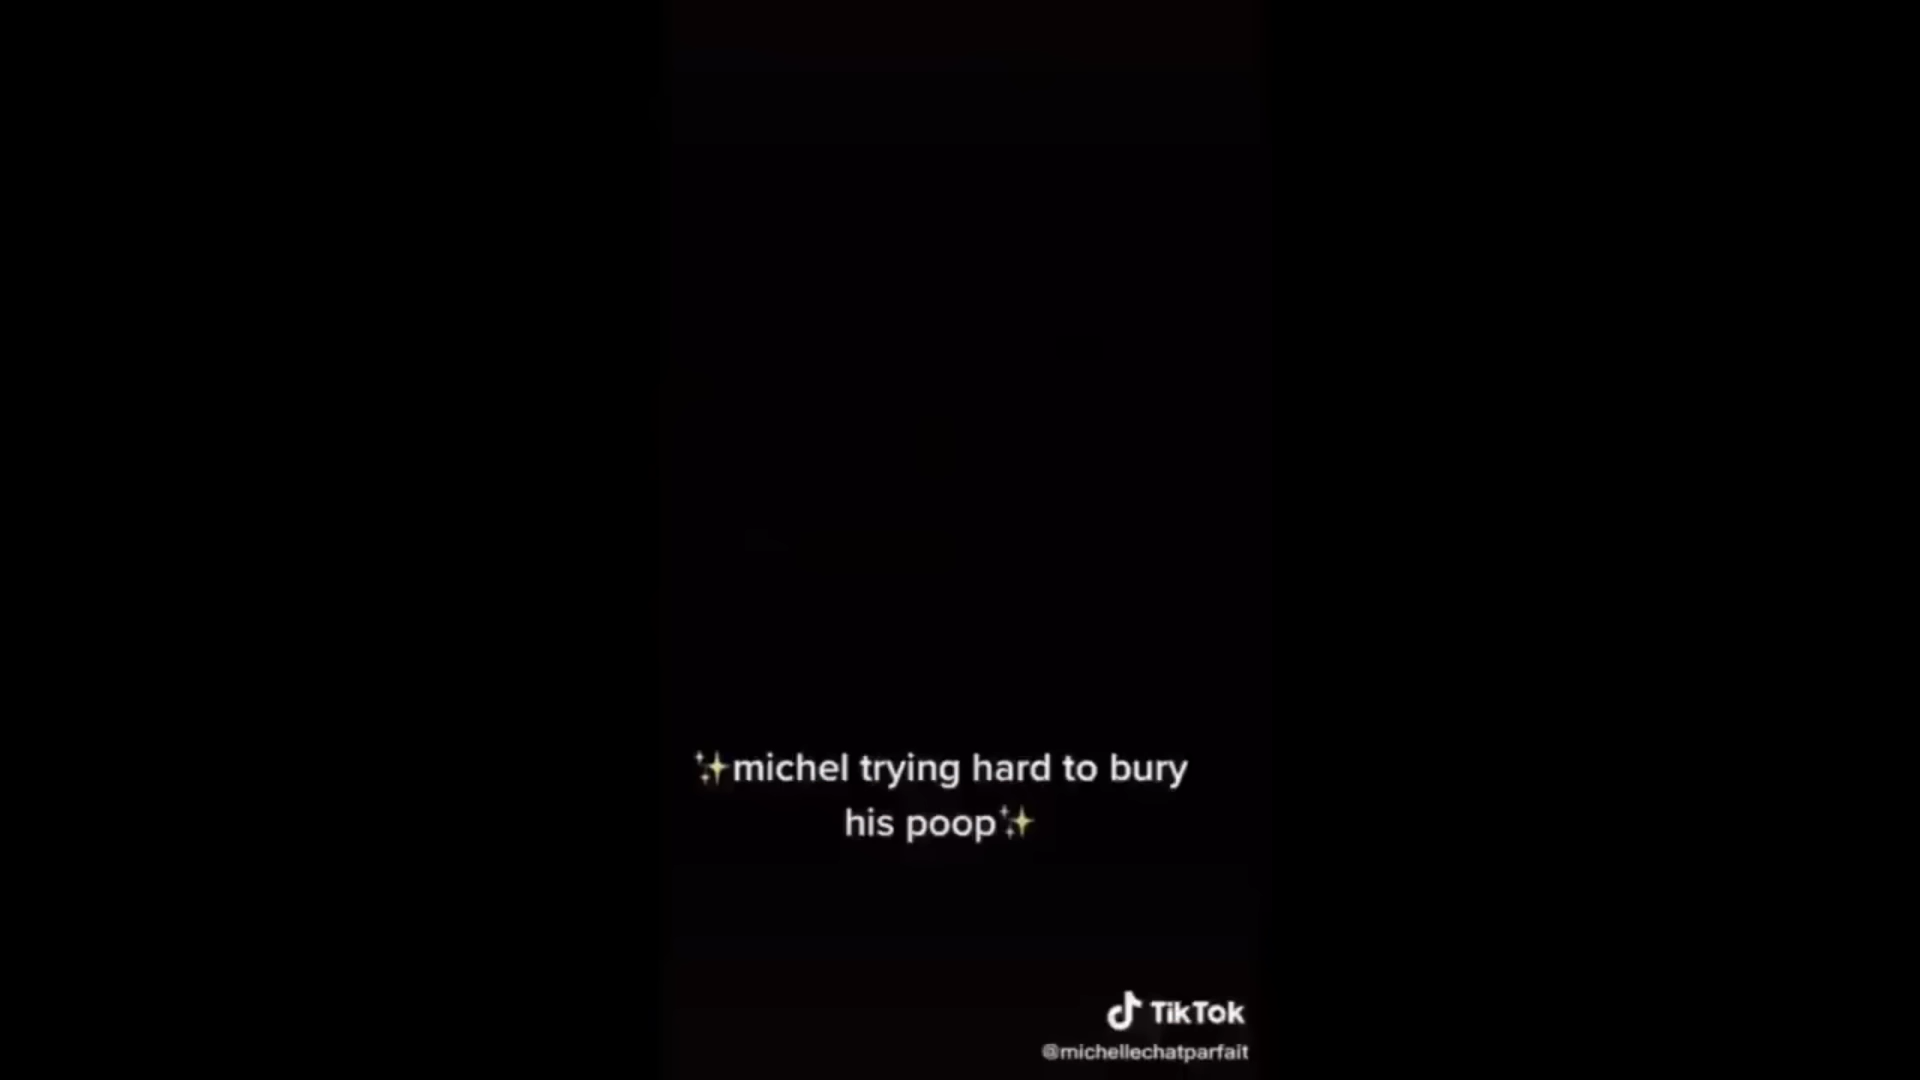 ✨michel trying hard to bury
his poop✨
TikTok
@michellechatparfait